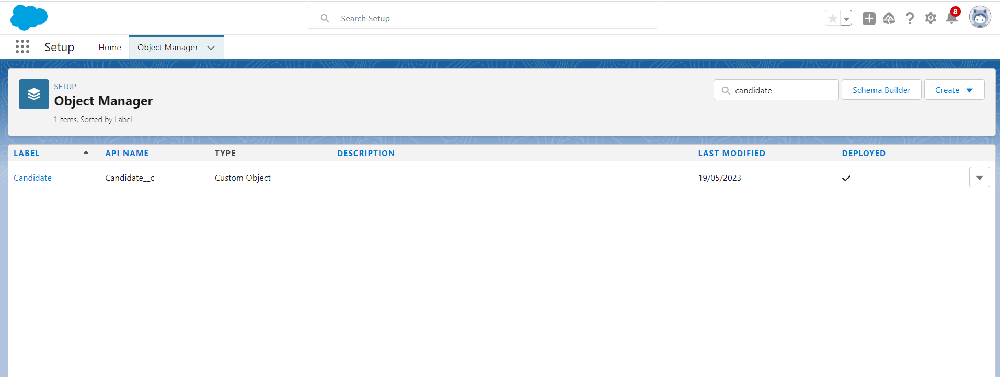 Search Setup
8
Setup
Home
Object Manager
SETUP
Object Manager
1 Items, Sorted by Label
candidate
Schema Builder
Create
LABEL
API NAME
TYPE
DESCRIPTION
LAST MODIFIED
DEPLOYED
Candidate
Candidate__c
Custom Object
19/05/2023